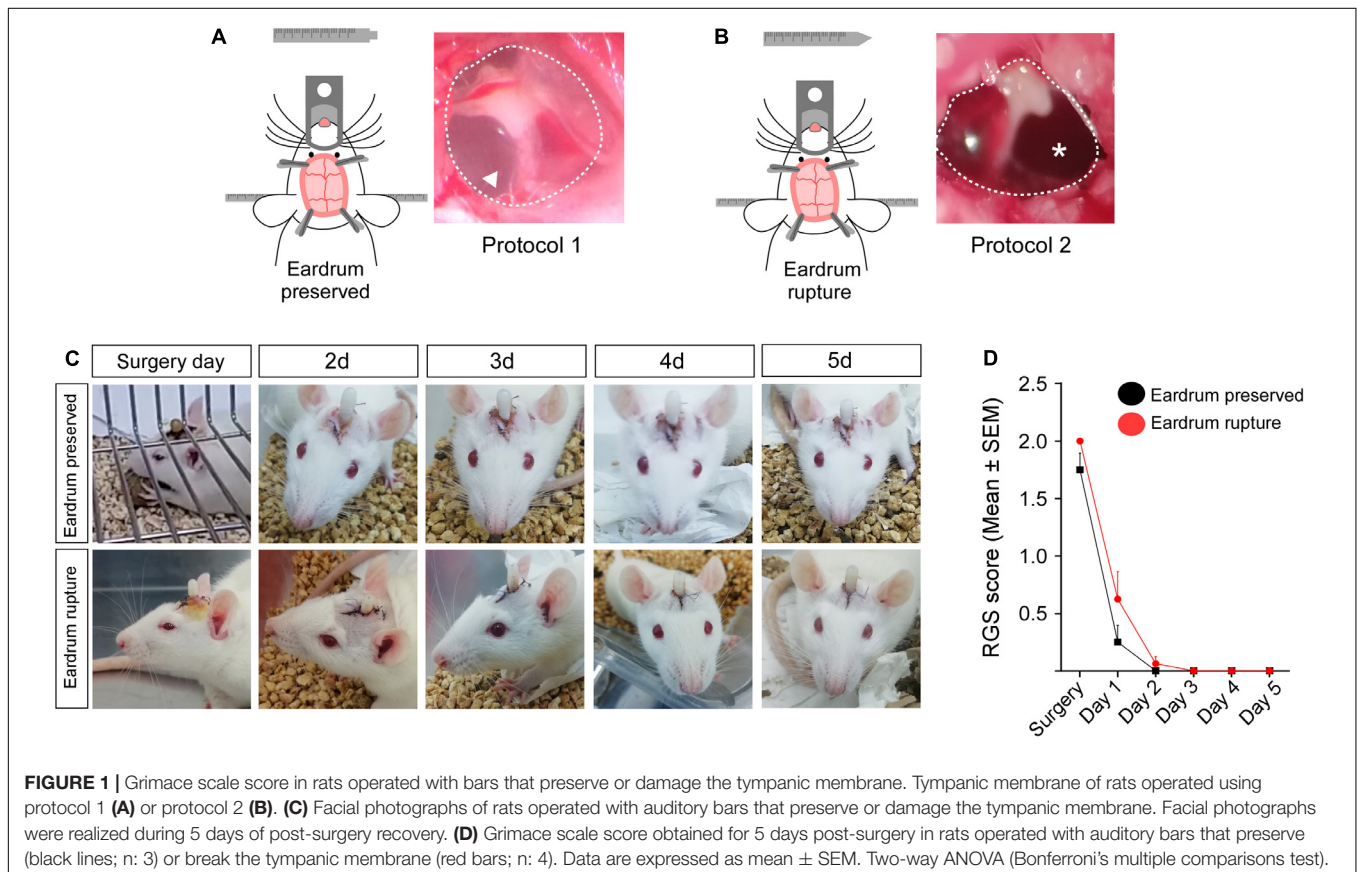 A
B
Protocol 1
Protocol 2
Eardrum
preserved
Eardrum
rupture
C
Surgery day
2d
3d
4d
5d
Eardrum preserved
Eardrum rupture
D
RGS score (Mean ± SEM)
2.5
2.0
1.5
1.0
0.5
Eardrum preserved
Eardrum rupture
Surgery
Day 1
Day 2
Day 3
Day 4
Day 5
FIGURE 1 | Grimace scale score in rats operated with bars that preserve or damage the tympanic membrane. Tympanic membrane of rats operated using
protocol 1 (A) or protocol 2 (B). (C) Facial photographs of rats operated with auditory bars that preserve or damage the tympanic membrane. Facial photographs
were realized during 5 days of post-surgery recovery. (D) Grimace scale score obtained for 5 days post-surgery in rats operated with auditory bars that preserve
(black lines; n: 3) or break the tympanic membrane (red bars; n: 4). Data are expressed as mean ± SEM. Two-way ANOVA (Bonferroni's multiple comparisons test).